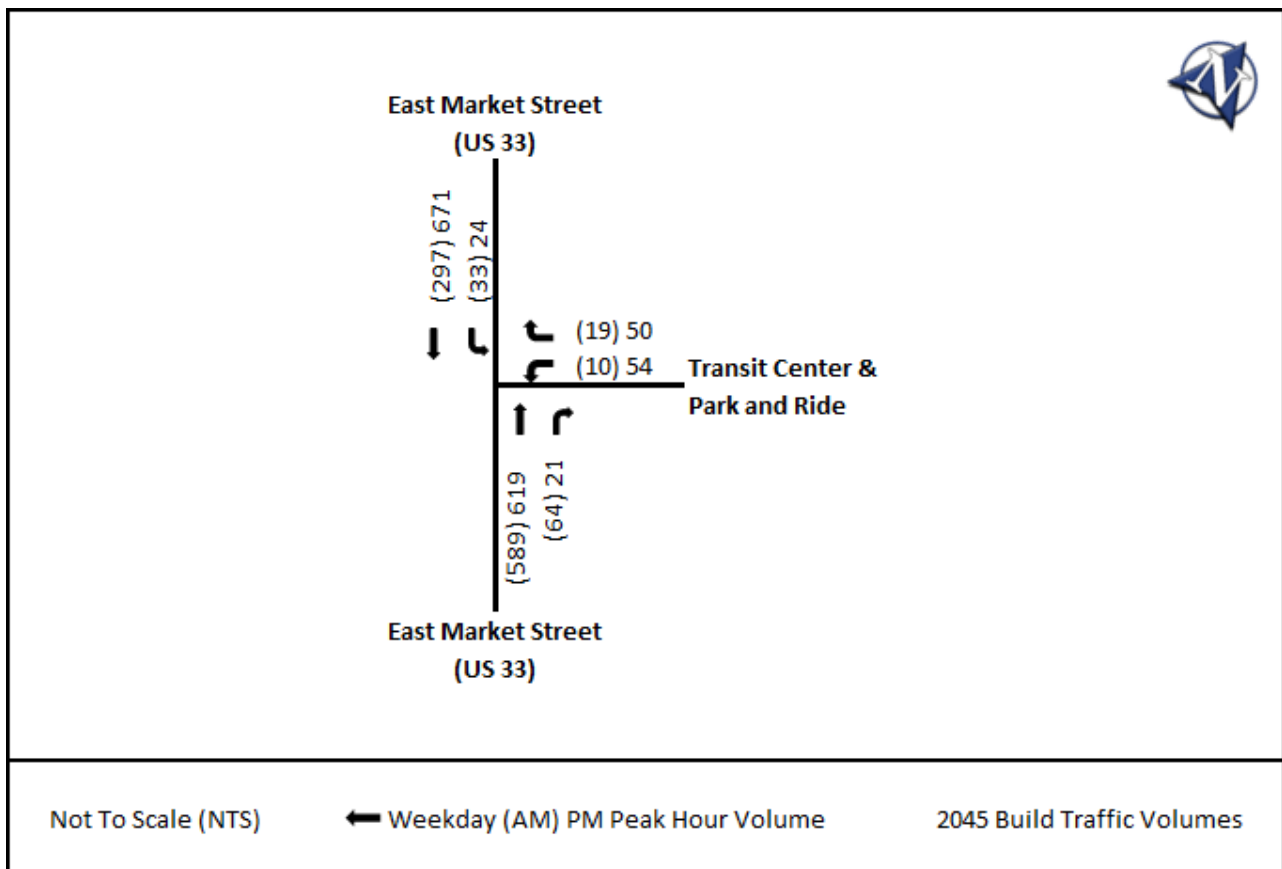 N
East Market Street
(US 33)
(297) 671
(33) 24
(19) 50
(10) 54
Transit Center &
Park and Ride
(589) 619
(64) 21
East Market Street
(US 33)
Not To Scale (NTS)
Weekday (AM) PM Peak Hour Volume
2045 Build Traffic Volumes